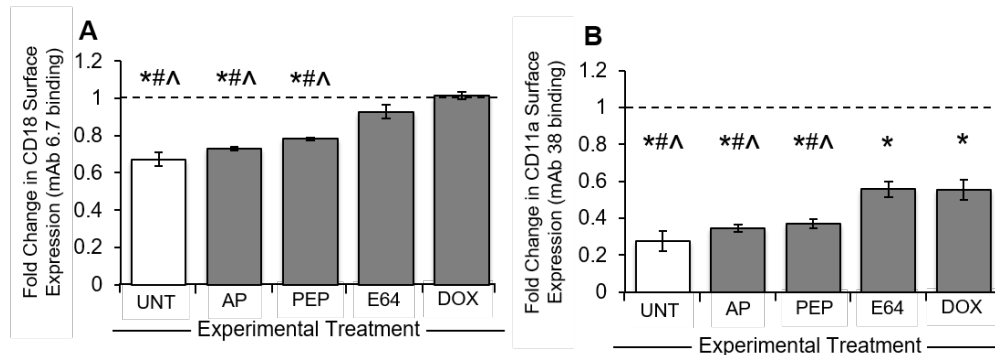 A
Fold Change in CD18 Surface
Expression (mAb 6.7 binding)
1.2
1
0.8
0.6
0.4
0.2
0
*#^
*#^
*#^
UNT
AP
PEP
E64
DOX
Experimental Treatment
B
Fold Change in CD11a Surface
Expression (mAb 38 binding)
1.2
1
0.8
0.6
0.4
0.2
0
*#^
*#^
*#^
*
*
UNT
AP
PEP
E64
DOX
Experimental Treatment